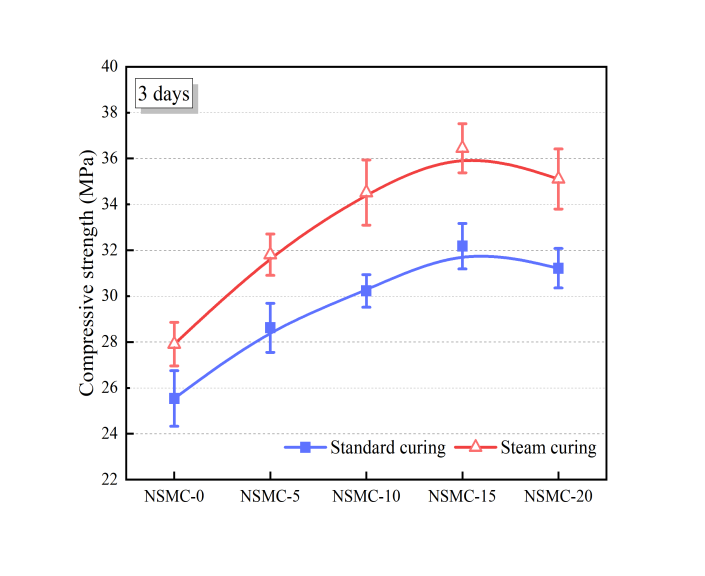 3 days
Compressive strength (MPa)
40
38
36
34
32
30
28
26
24
22
Standard curing
Steam curing
NSMC-0
NSMC-5
NSMC-10
NSMC-15
NSMC-20